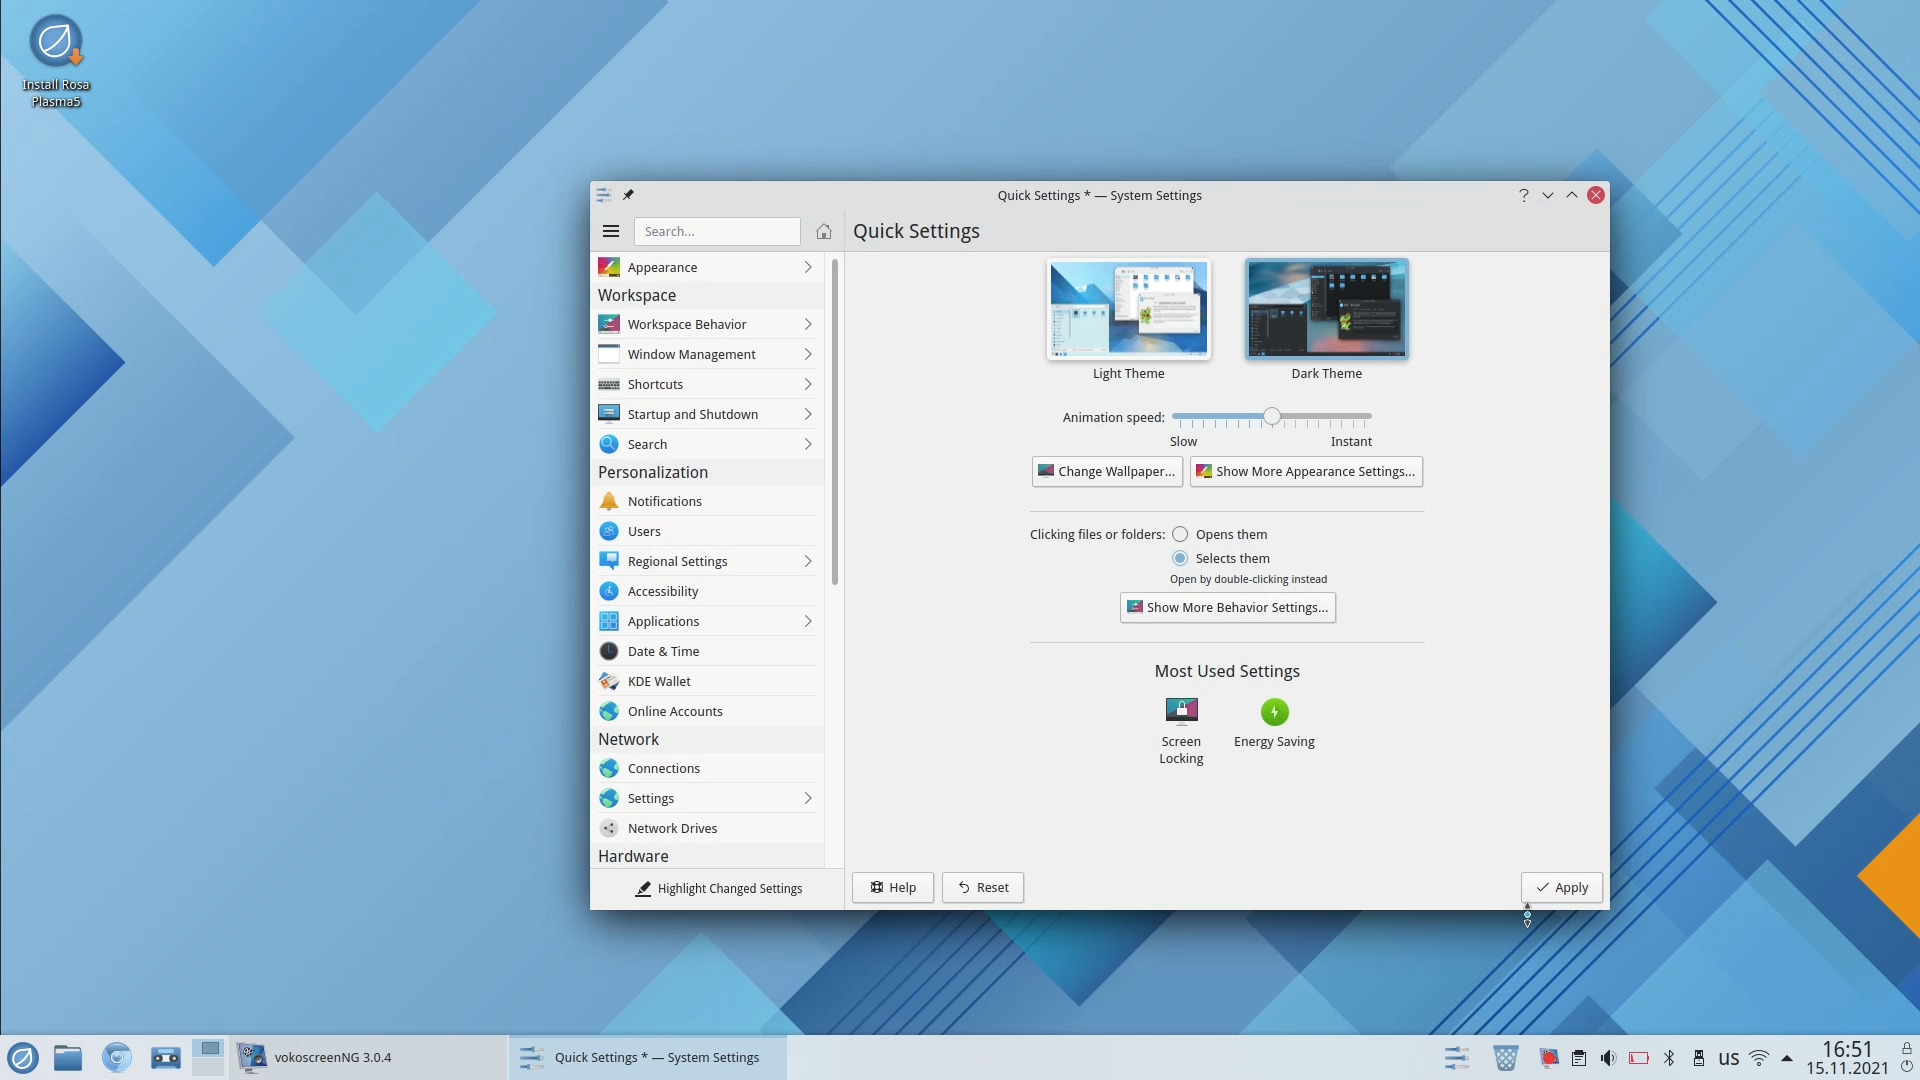 Install Rosa
Plasma5
Quick Settings * — System Settings
Search...
Quick Settings
Appearance
Workspace
Workspace Behavior
Window Management
Shortcuts
Startup and Shutdown
Search
Personalization
Notifications
Users
Regional Settings
Accessibility
Applications
Date & Time
KDE Wallet
Online Accounts
Network
Connections
Settings
Network Drives
Hardware
Highlight Changed Settings
Light Theme
Dark Theme
Animation speed:
Slow
Instant
Change Wallpaper...
Show More Appearance Settings...
Clicking files or folders:
Opens them
Selects them
Open by double-clicking instead
Show More Behavior Settings...
Most Used Settings
Screen
Locking
Energy Saving
Help
Reset
Apply
vokoscreenNG 3.0.4
Quick Settings * — System Settings
us
16:51
15.11.2021